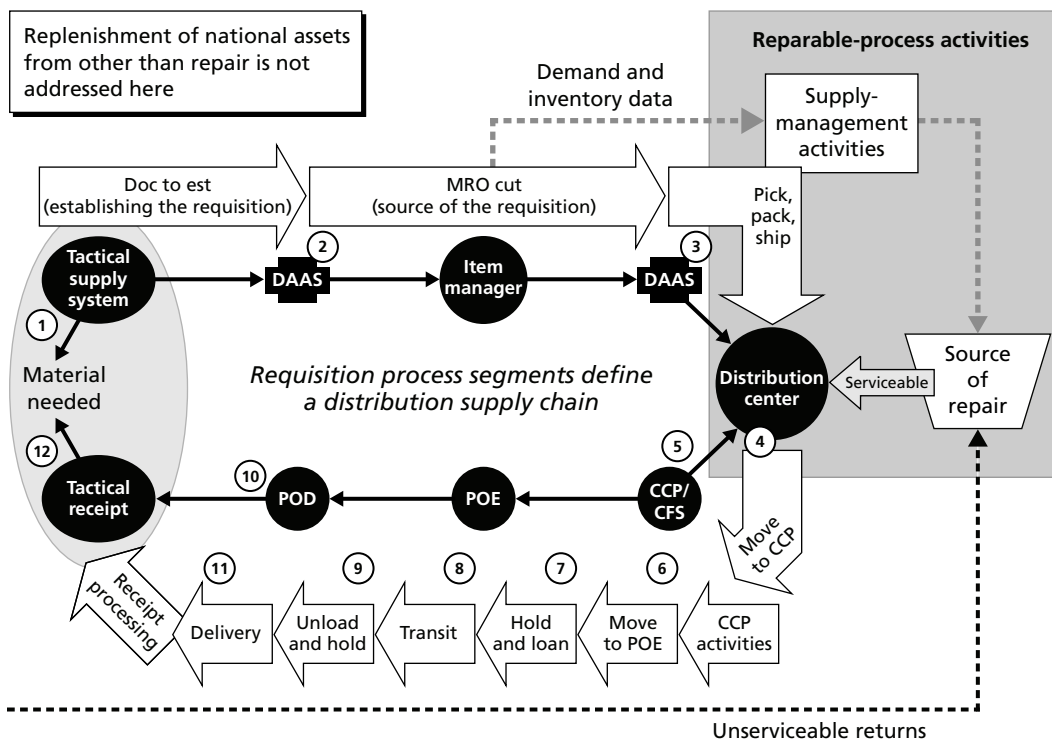 Replenishment of national assets
from other than repair is not
addressed here
Reparable-process activities
Demand and
inventory data
Supply-
management
activities
Doc to est
(establishing the requisition)
MRO cut
(source of the requisition)
Pick,
pack,
ship
Tactical
supply
system
2
DAAS
Item
manager
3
DAAS
1
Material
needed
Requisition process segments define
a distribution supply chain
Distribution
center
Serviceable
Source
of
repair
12
Tactical
receipt
10
POD
POE
5
CCP/
CFS
4
Move
to CCP
11
9
8
7
6
Receipt
processing
Delivery
Unload
and hold
Transit
Hold
and loan
Move
to POE
CCP
activities
Unserviceable returns